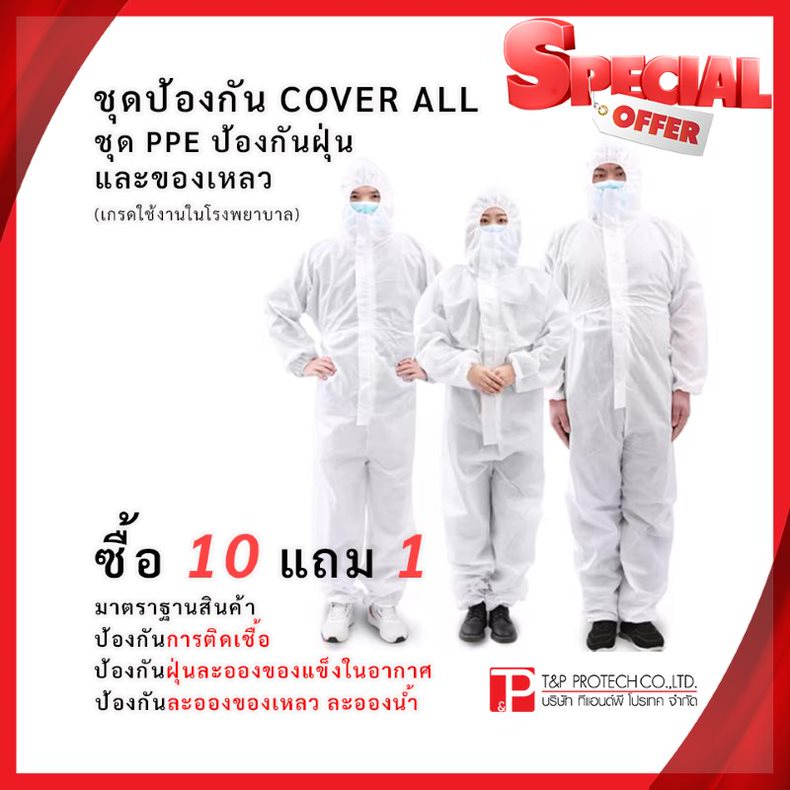 SPECIAL
OFFER
ชุดป้องกัน COVER ALL
ชุด PPE ป้องกันฝุ่น
และของเหลว
(เกรดใช้งานในโรงพยาบาล)
ซื้อ 10 แถม 1
มาตราฐานสินค้า
ป้องกันการติดเชื้อ
ป้องกันฝุ่นละอองของแข็งในอากาศ
ป้องกันละอองของเหลว ละอองน้ำ
T&P
T&P PROTECH CO.,LTD.
บริษัท ทีแอนด์พี โปรเทค จำกัด